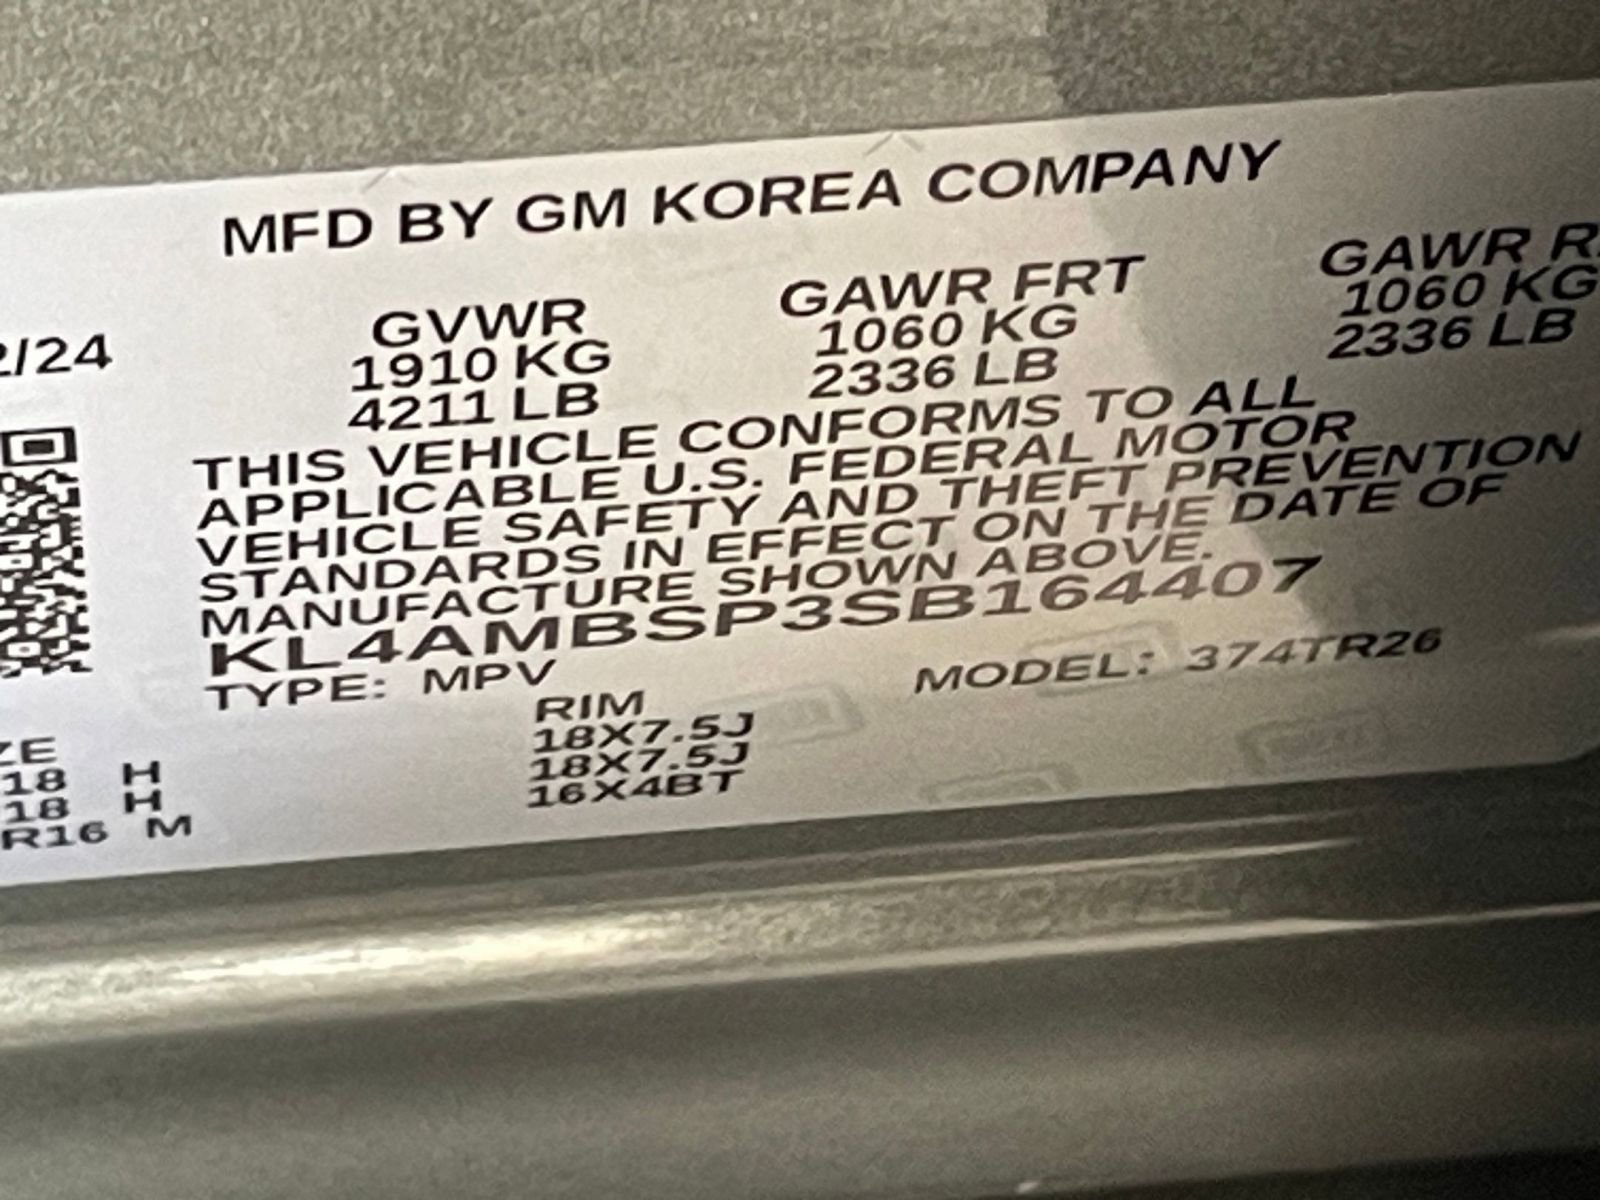 MFD BY GM KOREA COMPANY
2/24 GVWR GAWR FRT GAWR
1910 KG 1060 KG 1060 KG
4211 LB 2336 LB 2336 LB
THIS VEHICLE CONFORMS TO ALL
APPLICABLE U.S. FEDERAL MOTOR
VEHICLE SAFETY AND THEFT PREVENTION
STANDARDS IN EFFECT ON THE DATE OF
MANUFACTURE SHOWN ABOVE.
KL4AMBSP3SB164407
TYPE: MPV MODEL: 374TR26
ZE RIM
18 H 18X7.5J
18 H 18X7.5J
R16 M 16X4BT